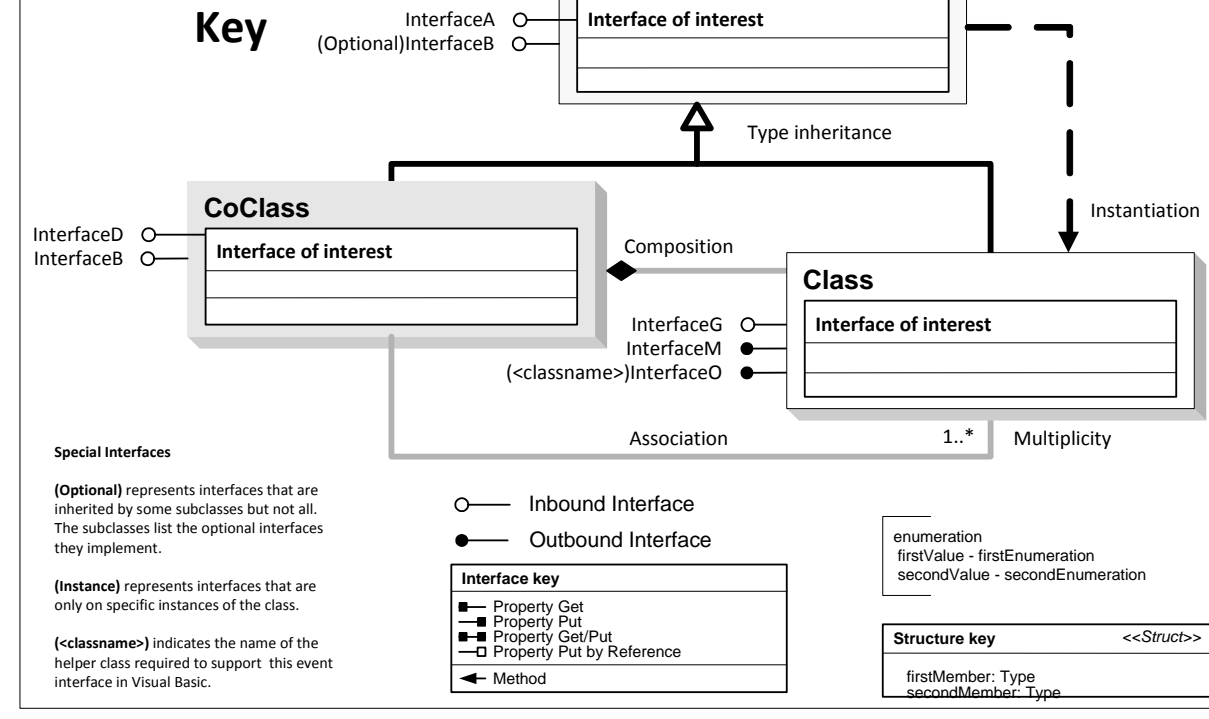 Key
InterfaceA
(Optional)InterfaceB
Interface of interest
Type inheritance
Instantiation
CoClass
InterfaceD
InterfaceB
Interface of interest
Composition
Class
InterfaceG
InterfaceM
(<classname>)InterfaceO
Interface of interest
Association
1..*
Multiplicity
Special Interfaces
(Optional) represents interfaces that are
inherited by some subclasses but not all.
The subclasses list the optional interfaces
they implement.
(Instance) represents interfaces that are
only on specific instances of the class.
(<classname>) indicates the name of the
helper class required to support this event
interface in Visual Basic.
Inbound Interface
Outbound Interface
Interface key
Property Get
Property Put
Property Get/Put
Property Put by Reference
Method
enumeration
firstValue - firstEnumeration
secondValue - secondEnumeration
Structure key <<Struct>>
firstMember: Type
secondMember: Type